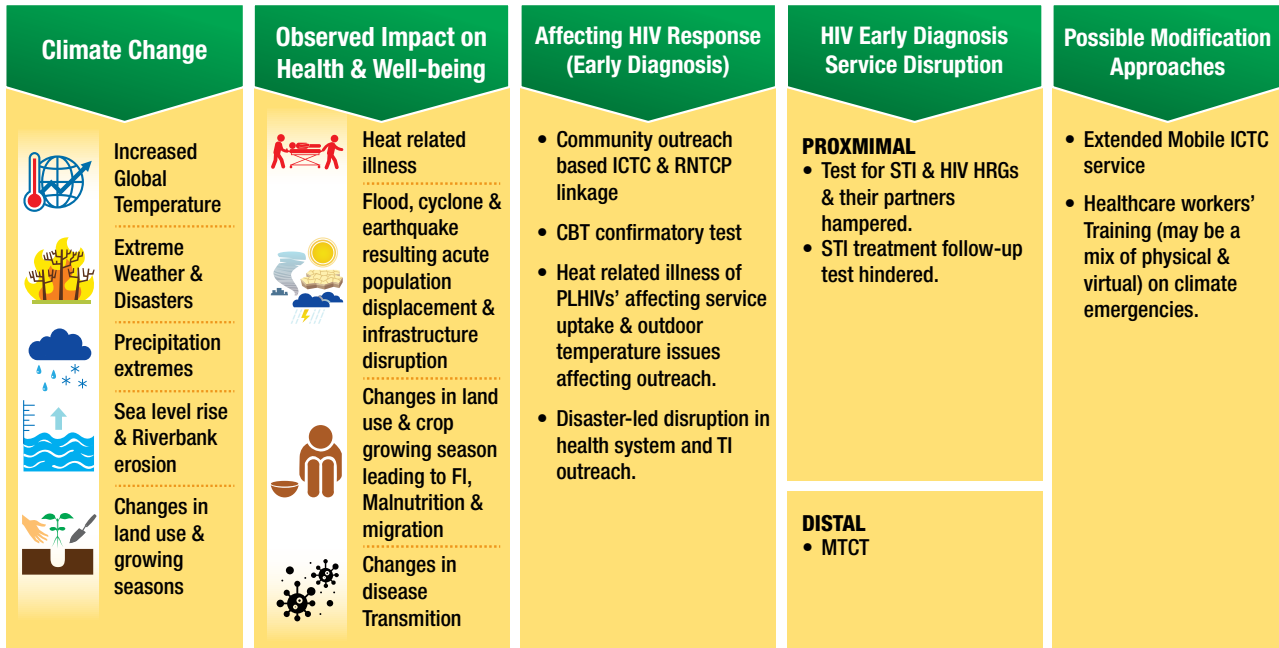 Climate Change
Increased
Global
Temperature
Extreme
Weather &
Disasters
Precipitation
extremes
Sea level rise
& Riverbank
erosion
Changes in
land use &
growing
seasons
Observed Impact on
Health & Well-being
Heat related
illness
Flood, cyclone &
earthquake
resulting acute
population
displacement &
infrastructure
disruption
Changes in land
use & crop
growing season
leading to FI,
Malnutrition &
migration
Changes in
disease
Transmition
Affecting HIV Response
(Early Diagnosis)
• Community outreach
based ICTC & RNTCP
linkage
• CBT confirmatory test
• Heat related illness of
PLHIVs’ affecting service
uptake & outdoor
temperature issues
affecting outreach.
• Disaster-led disruption in
health system and TI
outreach.
HIV Early Diagnosis
Service Disruption
PROXMIMAL
• Test for STI & HIV HRGs
& their partners
hampered.
• STI treatment follow-up
test hindered.
DISTAL
• MTCT
Possible Modification
Approaches
• Extended Mobile ICTC
service
• Healthcare workers’
Training (may be a
mix of physical &
virtual) on climate
emergencies.